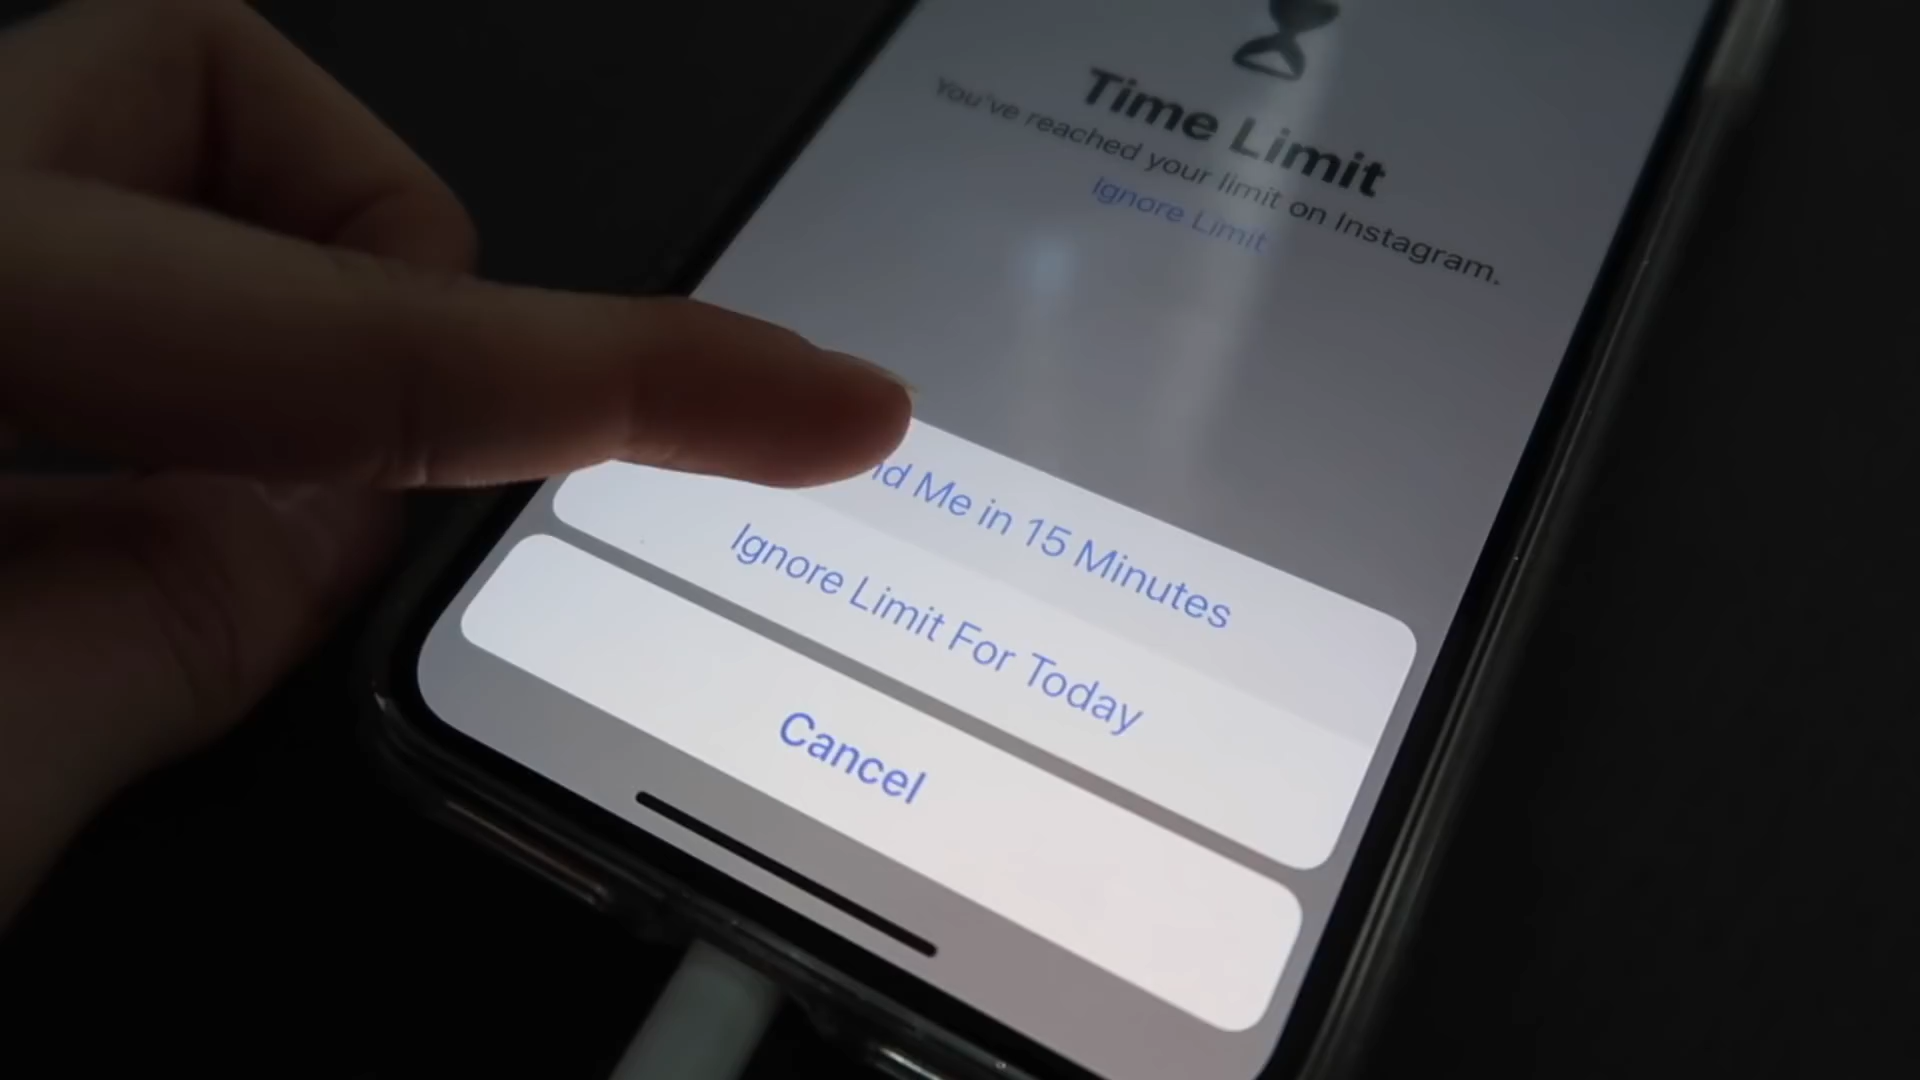 Time Limit
You've reached your limit on Instagram.
Ignore Limit
Me in 15 Minutes
Ignore Limit For Today
Cancel